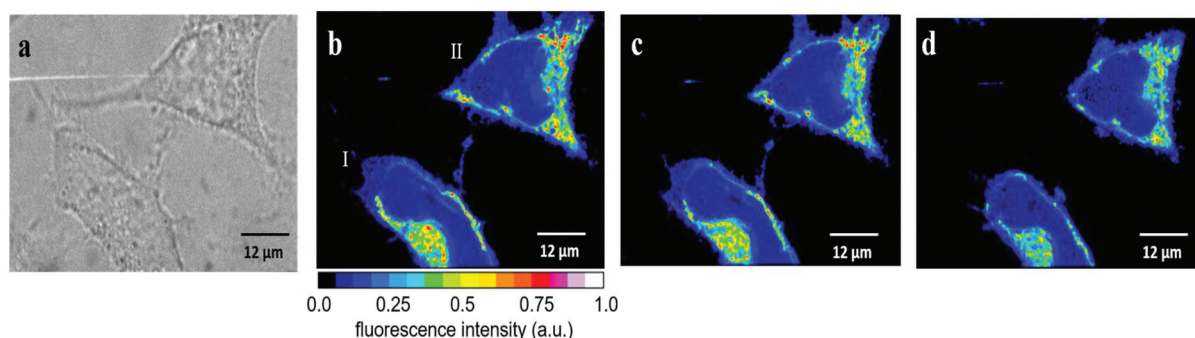 a
b
II
I
12 µm
12 µm
c
12 µm
d
12 µm
0.0 0.25 0.5 0.75 1.0
fluorescence intensity (a.u.)